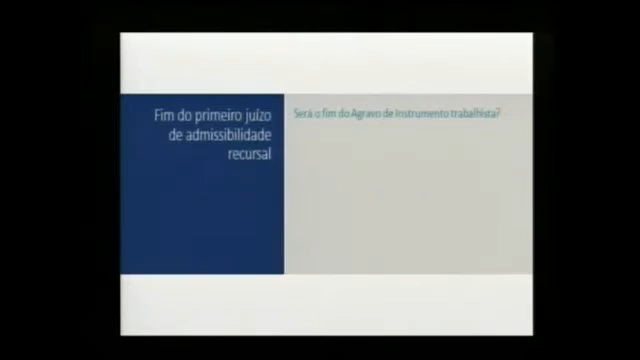 Fim do primeiro juízo
de admissibilidade
recursal
Será o fim do Agravo de Instrumento trabalhista?